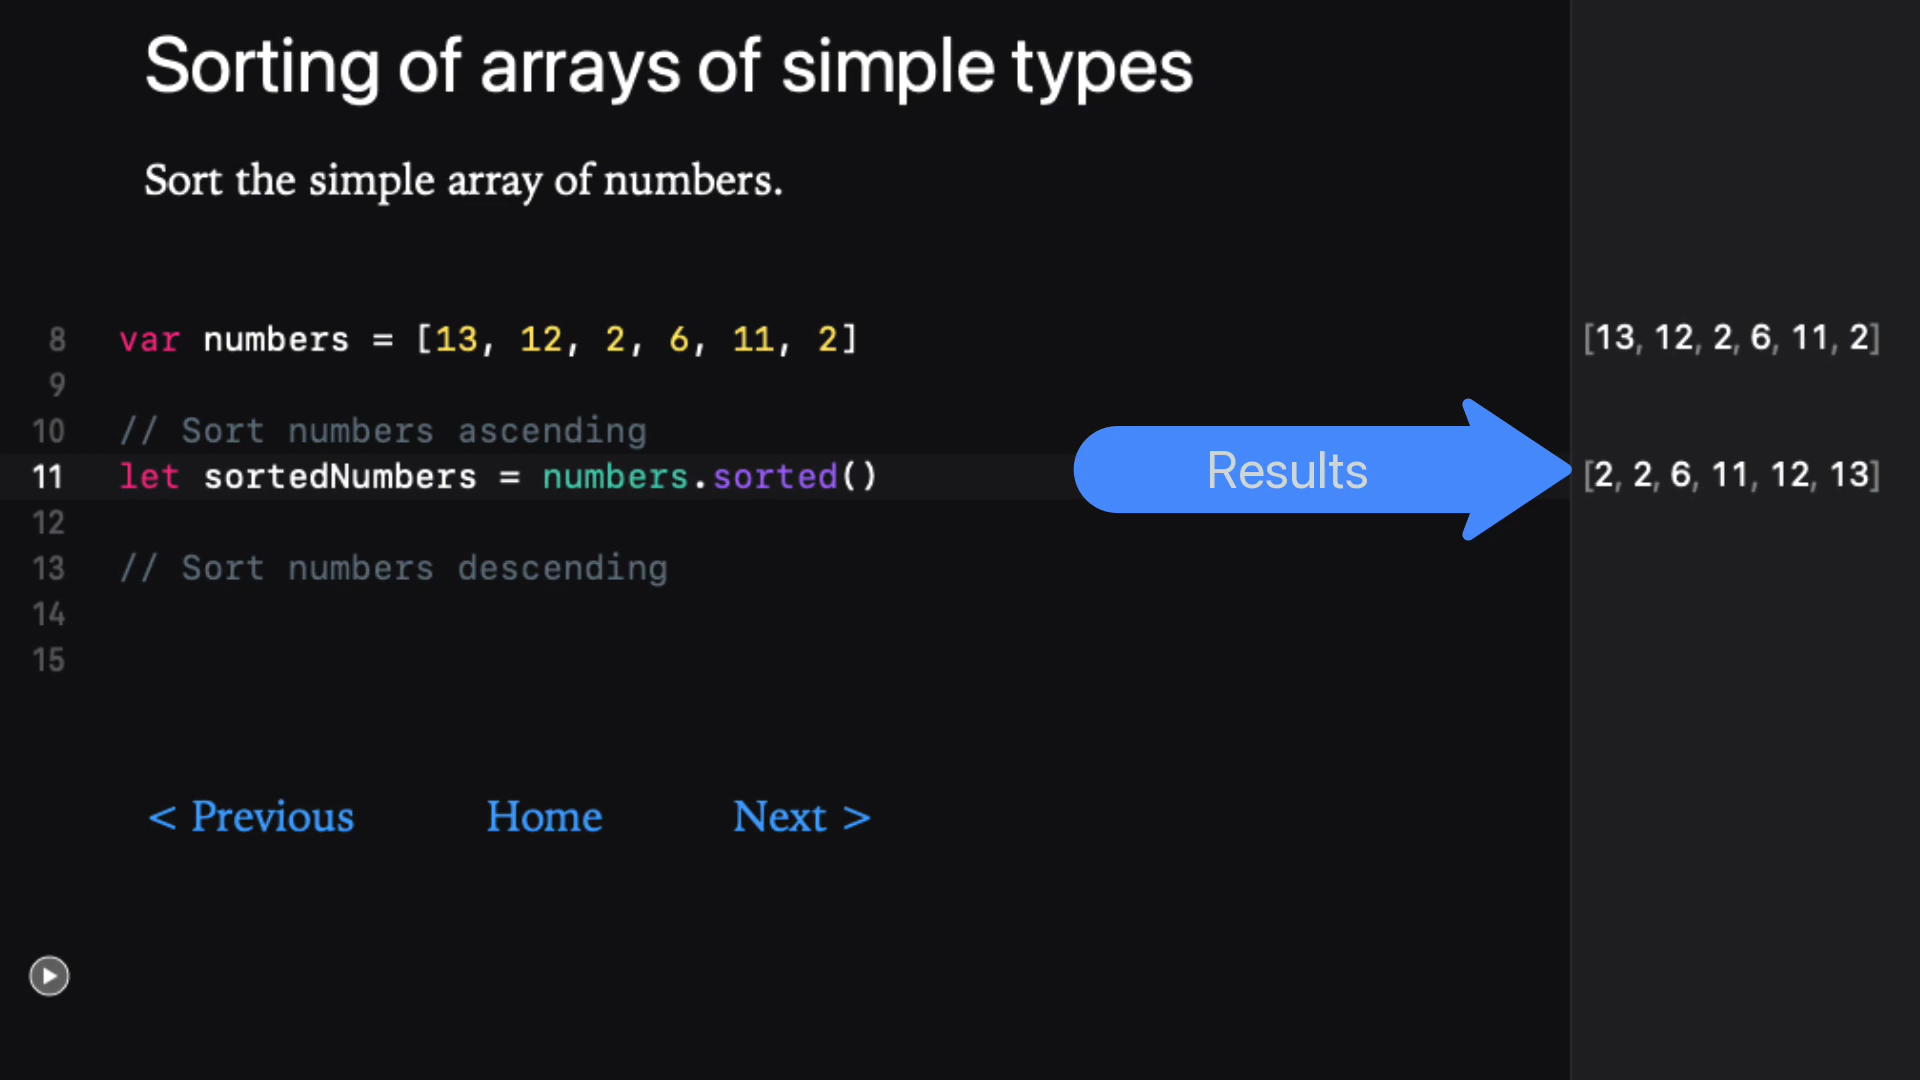 Sorting of arrays of simple types
Sort the simple array of numbers.
8 var numbers = [13, 12, 2, 6, 11, 2] [13, 12, 2, 6, 11, 2]
9
10 // Sort numbers ascending
11 let sortedNumbers = numbers.sorted() Results [2, 2, 6, 11, 12, 13]
12
13 // Sort numbers descending
14
15
< Previous Home Next >